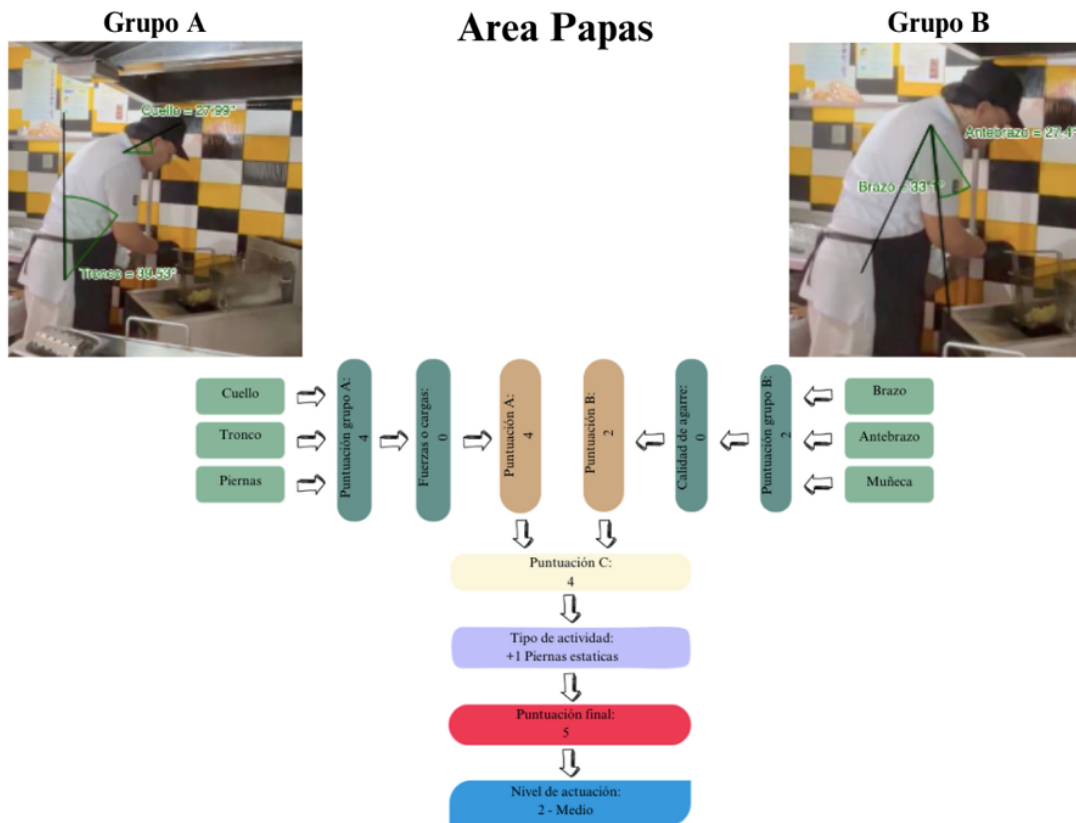 Grupo A
Area Papas
Grupo B
Cuello = 27.99°
Tronco = 39.53°
Antebrazo = 27.4°
Brazo = 33°1°
Cuello
Tronco
Piernas
Puntuación grupo A:
4
Fuerzas o cargas:
0
Puntuación A:
4
Puntuación B:
2
Calidad de agarre:
0
Puntuación grupo B:
2
Brazo
Antebrazo
Muñeca
Puntuación C:
4
Tipo de actividad:
+1 Piernas estaticas
Puntuación final:
5
Nivel de actuación:
2 - Medio